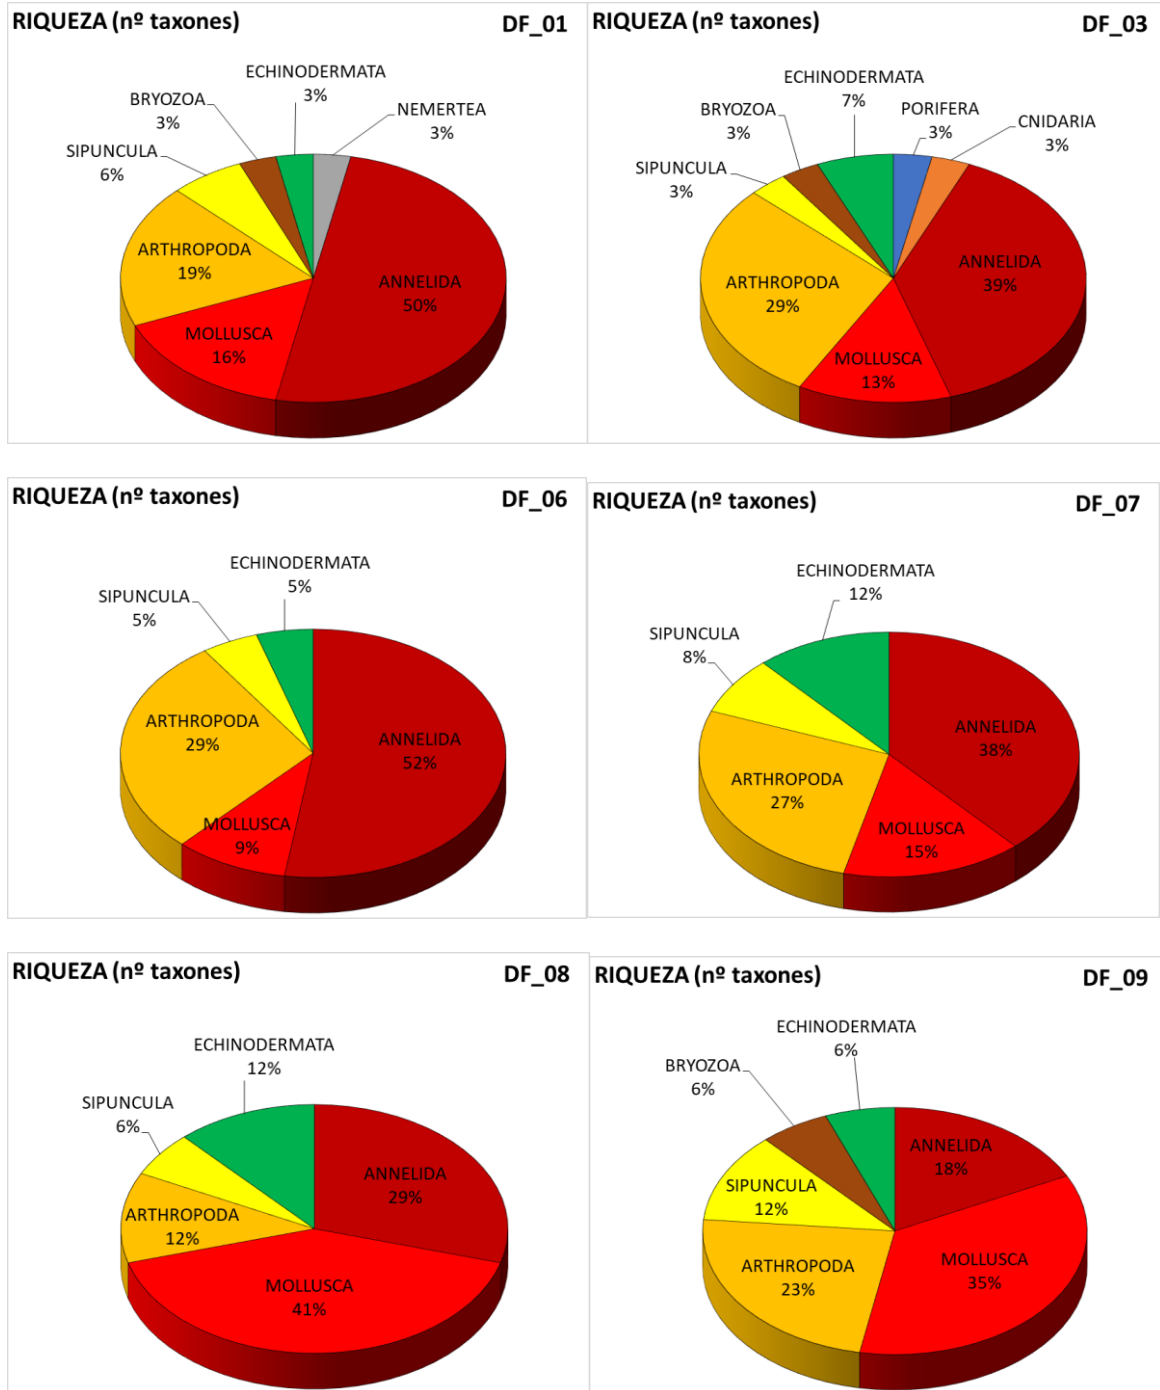 RIQUEZA (nº taxones)
DF_01
ECHINODERMATA
3%
NEMERTEA
3%
BRYOZOA
3%
SIPUNCULA
6%
ARTHROPODA
19%
ANNELIDA
50%
MOLLUSCA
16%
RIQUEZA (nº taxones)
DF_03
ECHINODERMATA
7%
PORIFERA
3%
CNIDARIA
3%
BRYOZOA
3%
SIPUNCULA
3%
ANNELIDA
39%
ARTHROPODA
29%
MOLLUSCA
13%
RIQUEZA (nº taxones)
DF_06
ECHINODERMATA
5%
SIPUNCULA
5%
ARTHROPODA
29%
ANNELIDA
52%
MOLLUSCA
9%
RIQUEZA (nº taxones)
DF_07
ECHINODERMATA
12%
SIPUNCULA
8%
ANNELIDA
38%
ARTHROPODA
27%
MOLLUSCA
15%
RIQUEZA (nº taxones)
DF_08
ECHINODERMATA
12%
SIPUNCULA
6%
ANNELIDA
29%
ARTHROPODA
12%
MOLLUSCA
41%
RIQUEZA (nº taxones)
DF_09
ECHINODERMATA
6%
BRYOZOA
6%
ANNELIDA
18%
SIPUNCULA
12%
MOLLUSCA
35%
ARTHROPODA
23%